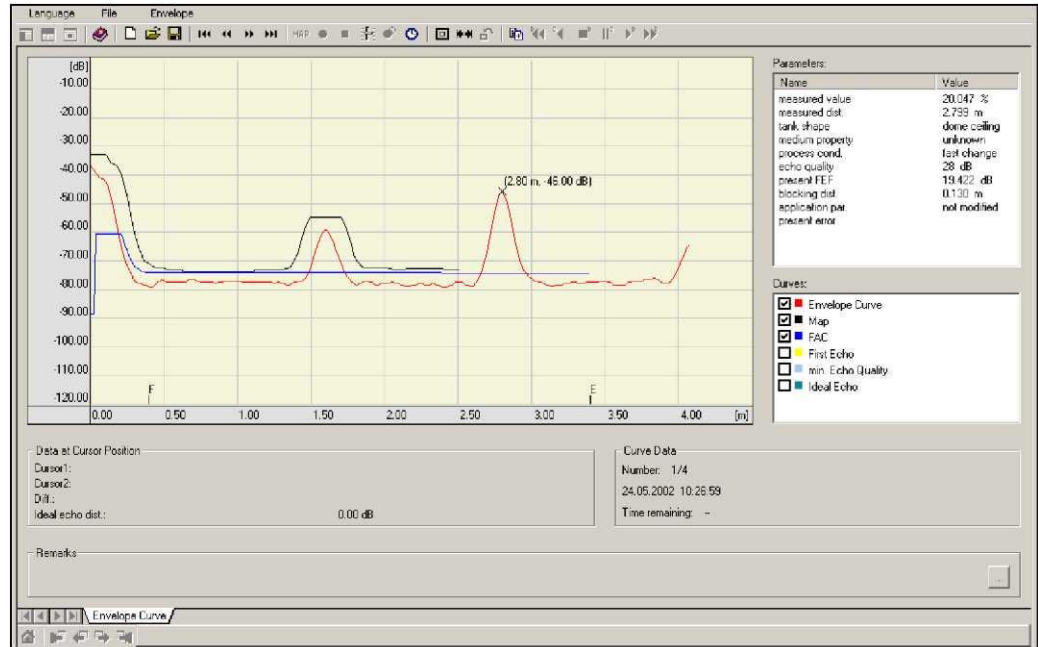 Language File Envelope
MAP
[dB]
-10.00
-20.00
-30.00
-40.00
-50.00
-60.00
-70.00
-80.00
-90.00
-100.00
-110.00
-120.00
(2.80 m, -46.00 dB)
F
E
0.00 0.50 1.00 1.50 2.00 2.50 3.00 3.50 4.00 [m]
Parameters:
Name Value
measured value 20.047 %
measured dist. 2.799 m
tank shape dome ceiling
medium property unknown
process cond. fast change
echo quality 28 dB
present FEF 19.422 dB
blocking dist. 0.130 m
application par. not modified
present error
Curves:
Envelope Curve
Map
FAC
First Echo
min. Echo Quality
Ideal Echo
Data at Cursor Position
Cursor1:
Cursor2:
Diff.:
Ideal echo dist.: 0.00 dB
Curve Data
Number: 1/4
24.05.2002 10:26:59
Time remaining: -
Remarks
...
Envelope Curve